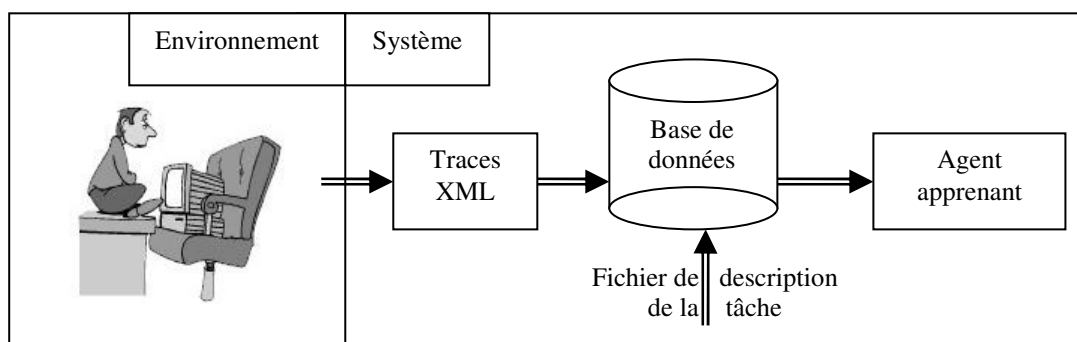 Environnement
Système
Traces
XML
Base de
données
Agent
apprenant
Fichier de description
de la tâche